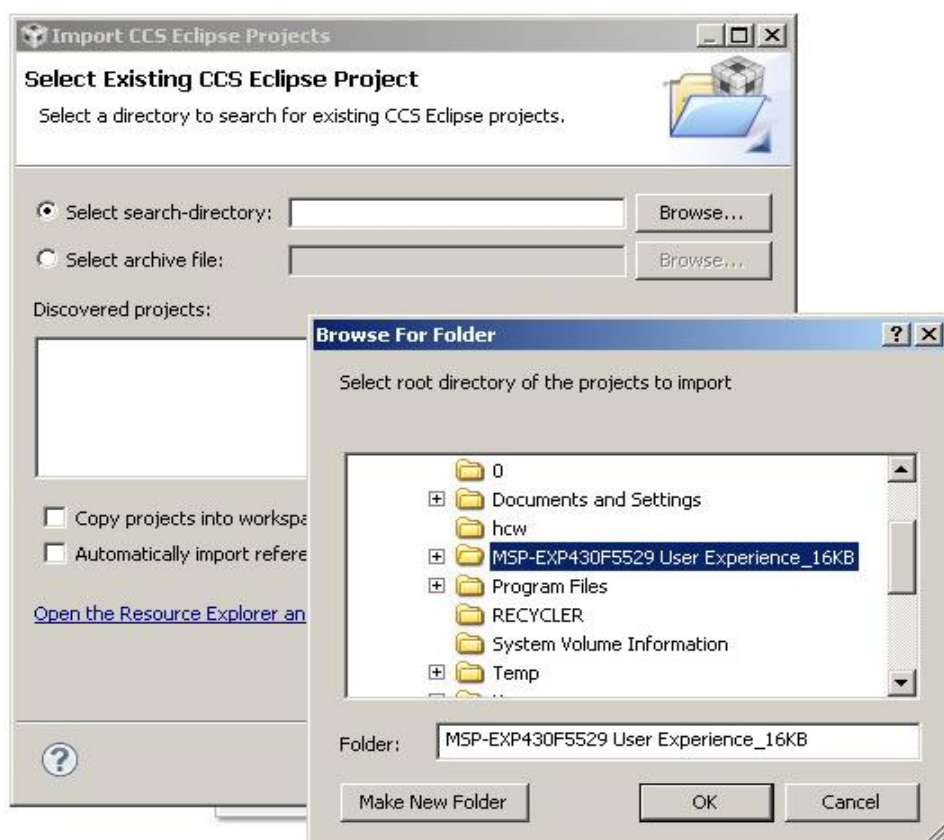 Import CCS Eclipse Projects
Select Existing CCS Eclipse Project
Select a directory to search for existing CCS Eclipse projects.
Select search-directory:
Browse...
Select archive file:
Browse...
Discovered projects:
Copy projects into workspa
Automatically import refere
Open the Resource Explorer an
Browse For Folder
Select root directory of the projects to import
0
Documents and Settings
hcw
MSP-EXP430F5529 User Experience_16KB
Program Files
RECYCLER
System Volume Information
Temp
Folder: MSP-EXP430F5529 User Experience_16KB
Make New Folder
OK
Cancel